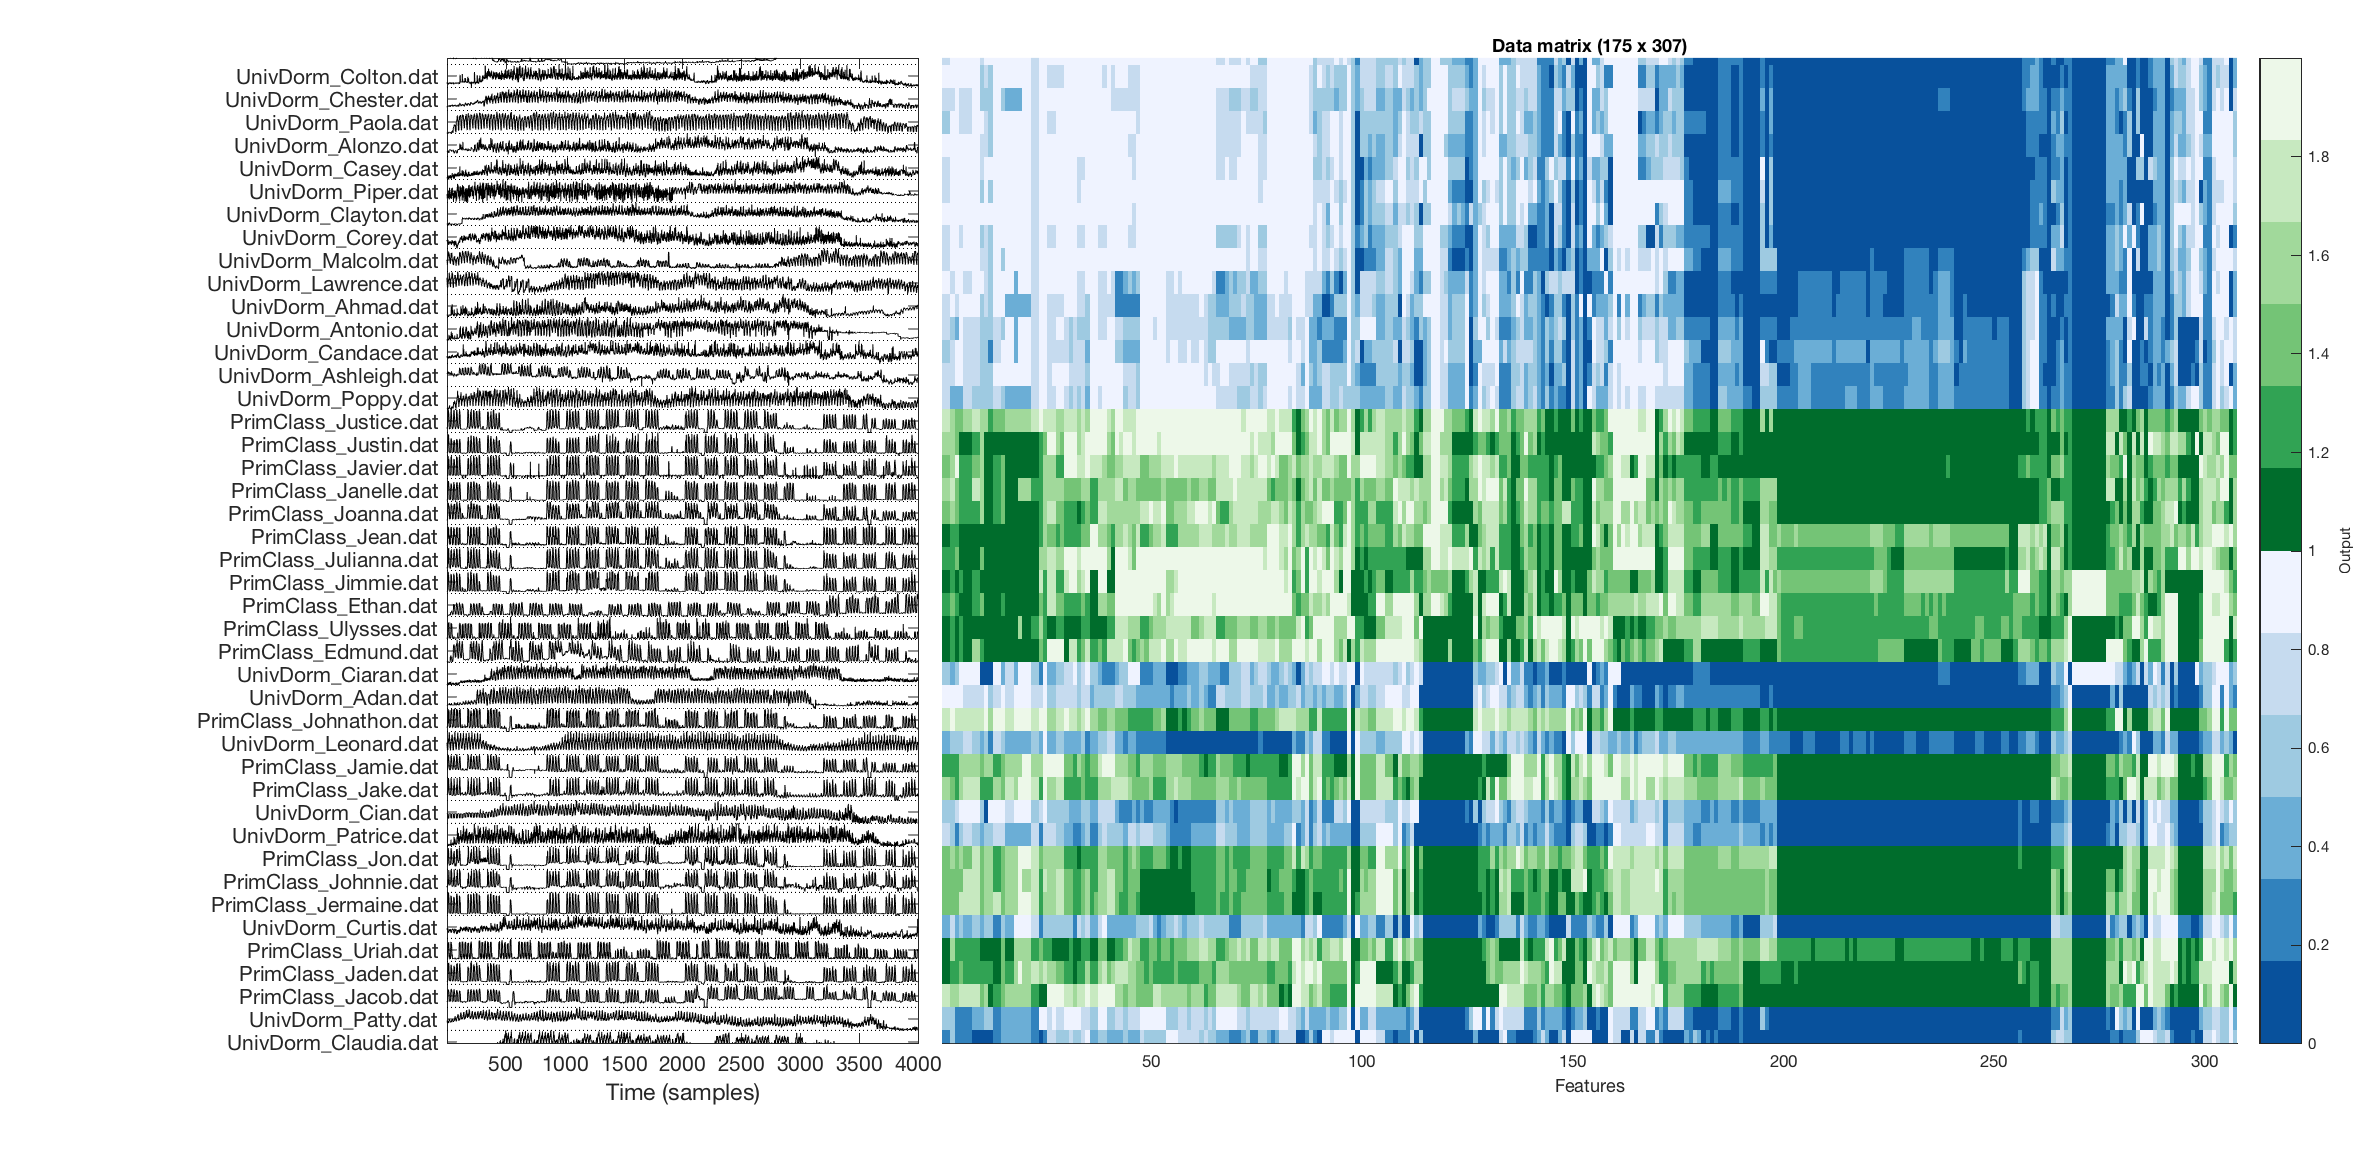 Data matrix (175 x 307)
UnivDorm_Colton.dat
UnivDorm_Chester.dat
UnivDorm_Paola.dat
UnivDorm_Alonzo.dat
UnivDorm_Casey.dat
UnivDorm_Piper.dat
UnivDorm_Clayton.dat
UnivDorm_Corey.dat
UnivDorm_Malcolm.dat
UnivDorm_Lawrence.dat
UnivDorm_Ahmad.dat
UnivDorm_Antonio.dat
UnivDorm_Candace.dat
UnivDorm_Ashleigh.dat
UnivDorm_Poppy.dat
PrimClass_Justice.dat
PrimClass_Justin.dat
PrimClass_Javier.dat
PrimClass_Janelle.dat
PrimClass_Joanna.dat
PrimClass_Jean.dat
PrimClass_Julianna.dat
PrimClass_Jimmie.dat
PrimClass_Ethan.dat
PrimClass_Ulysses.dat
PrimClass_Edmund.dat
UnivDorm_Ciaran.dat
UnivDorm_Adan.dat
PrimClass_Johnathon.dat
UnivDorm_Leonard.dat
PrimClass_Jamie.dat
PrimClass_Jake.dat
UnivDorm_Cian.dat
UnivDorm_Patrice.dat
PrimClass_Jon.dat
PrimClass_Johnnie.dat
PrimClass_Jermaine.dat
UnivDorm_Curtis.dat
PrimClass_Uriah.dat
PrimClass_Jaden.dat
PrimClass_Jacob.dat
UnivDorm_Patty.dat
UnivDorm_Claudia.dat
500 1000 1500 2000 2500 3000 3500 4000
Time (samples)
50 100 150 200 250 300
Features
1.8
1.6
1.4
1.2
1
0.8
0.6
0.4
0.2
0
Output